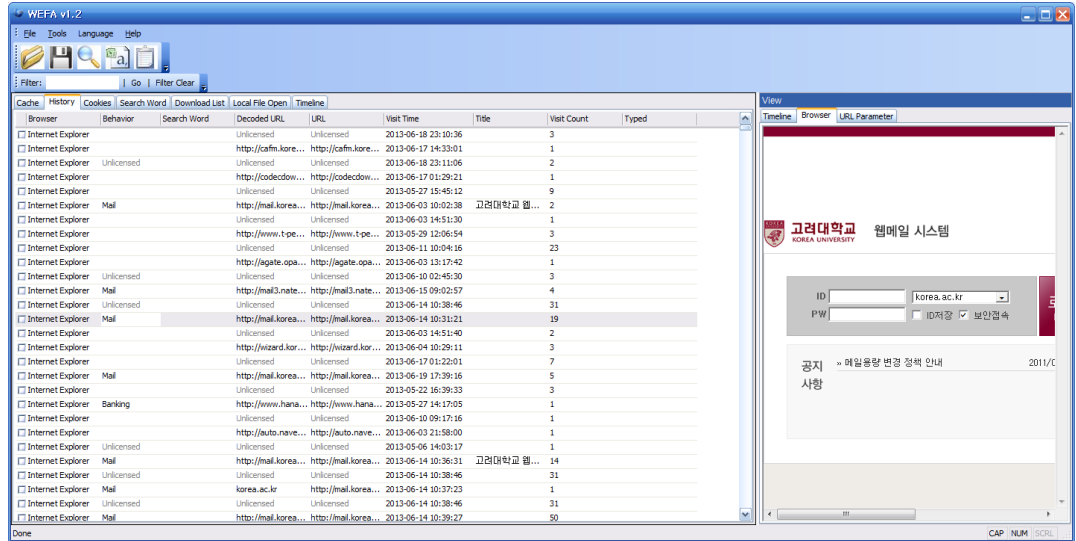 WEFA v1.2
File Tools Language Help
Filter: | Go | Filter Clear
Cache History Cookies Search Word Download List Local File Open Timeline
Browser Behavior Search Word Decoded URL URL Visit Time Title Visit Count Typed
Internet Explorer Unlicensed Unlicensed 2013-06-18 23:10:36 3
Internet Explorer http://cafm.kore... http://cafm.kore... 2013-06-17 14:33:01 1
Internet Explorer Unlicensed Unlicensed Unlicensed 2013-06-18 23:11:06 2
Internet Explorer http://codecdow... http://codecdow... 2013-06-17 01:29:21 1
Internet Explorer Unlicensed Unlicensed 2013-05-27 15:45:12 9
Internet Explorer Mail http://mail.korea... http://mail.korea... 2013-06-03 10:02:38 고려대학교 웹... 2
Internet Explorer Unlicensed Unlicensed 2013-06-03 14:51:30 1
Internet Explorer http://www.t-pe... http://www.t-pe... 2013-05-29 12:06:54 3
Internet Explorer Unlicensed Unlicensed 2013-06-11 10:04:16 23
Internet Explorer http://agate.opa... http://agate.opa... 2013-06-03 13:17:42 1
Internet Explorer Unlicensed Unlicensed Unlicensed 2013-06-10 02:45:30 3
Internet Explorer Mail http://mail3.nate... http://mail3.nate... 2013-06-15 09:02:57 4
Internet Explorer Unlicensed Unlicensed Unlicensed 2013-06-14 10:38:46 31
Internet Explorer Mail http://mail.korea... http://mail.korea... 2013-06-14 10:31:21 19
Internet Explorer Unlicensed Unlicensed 2013-06-03 14:51:40 2
Internet Explorer http://wizard.kor... http://wizard.kor... 2013-06-04 10:29:11 3
Internet Explorer Unlicensed Unlicensed 2013-06-17 01:22:01 7
Internet Explorer Mail http://mail.korea... http://mail.korea... 2013-06-19 17:39:16 5
Internet Explorer Unlicensed Unlicensed 2013-05-22 16:39:33 3
Internet Explorer Banking http://www.hana... http://www.hana... 2013-05-27 14:17:05 1
Internet Explorer Unlicensed Unlicensed 2013-06-10 09:17:16 1
Internet Explorer http://auto.nave... http://auto.nave... 2013-06-03 21:58:00 1
Internet Explorer Unlicensed Unlicensed Unlicensed 2013-05-06 14:03:17 1
Internet Explorer Mail http://mail.korea... http://mail.korea... 2013-06-14 10:36:31 고려대학교 웹... 14
Internet Explorer Unlicensed Unlicensed Unlicensed 2013-06-14 10:38:46 31
Internet Explorer Mail korea.ac.kr http://mail.korea... 2013-06-14 10:37:23 1
Internet Explorer Unlicensed Unlicensed Unlicensed 2013-06-14 10:38:46 31
Internet Explorer Mail http://mail.korea... http://mail.korea... 2013-06-14 10:39:27 50
View
Timeline Browser URL Parameter
고려대학교 웹메일 시스템
KOREA UNIVERSITY
ID korea.ac.kr
PW ID저장 보안접속
공지 » 메일용량 변경 정책 안내 2011/0
사항
Done CAP NUM SCRL